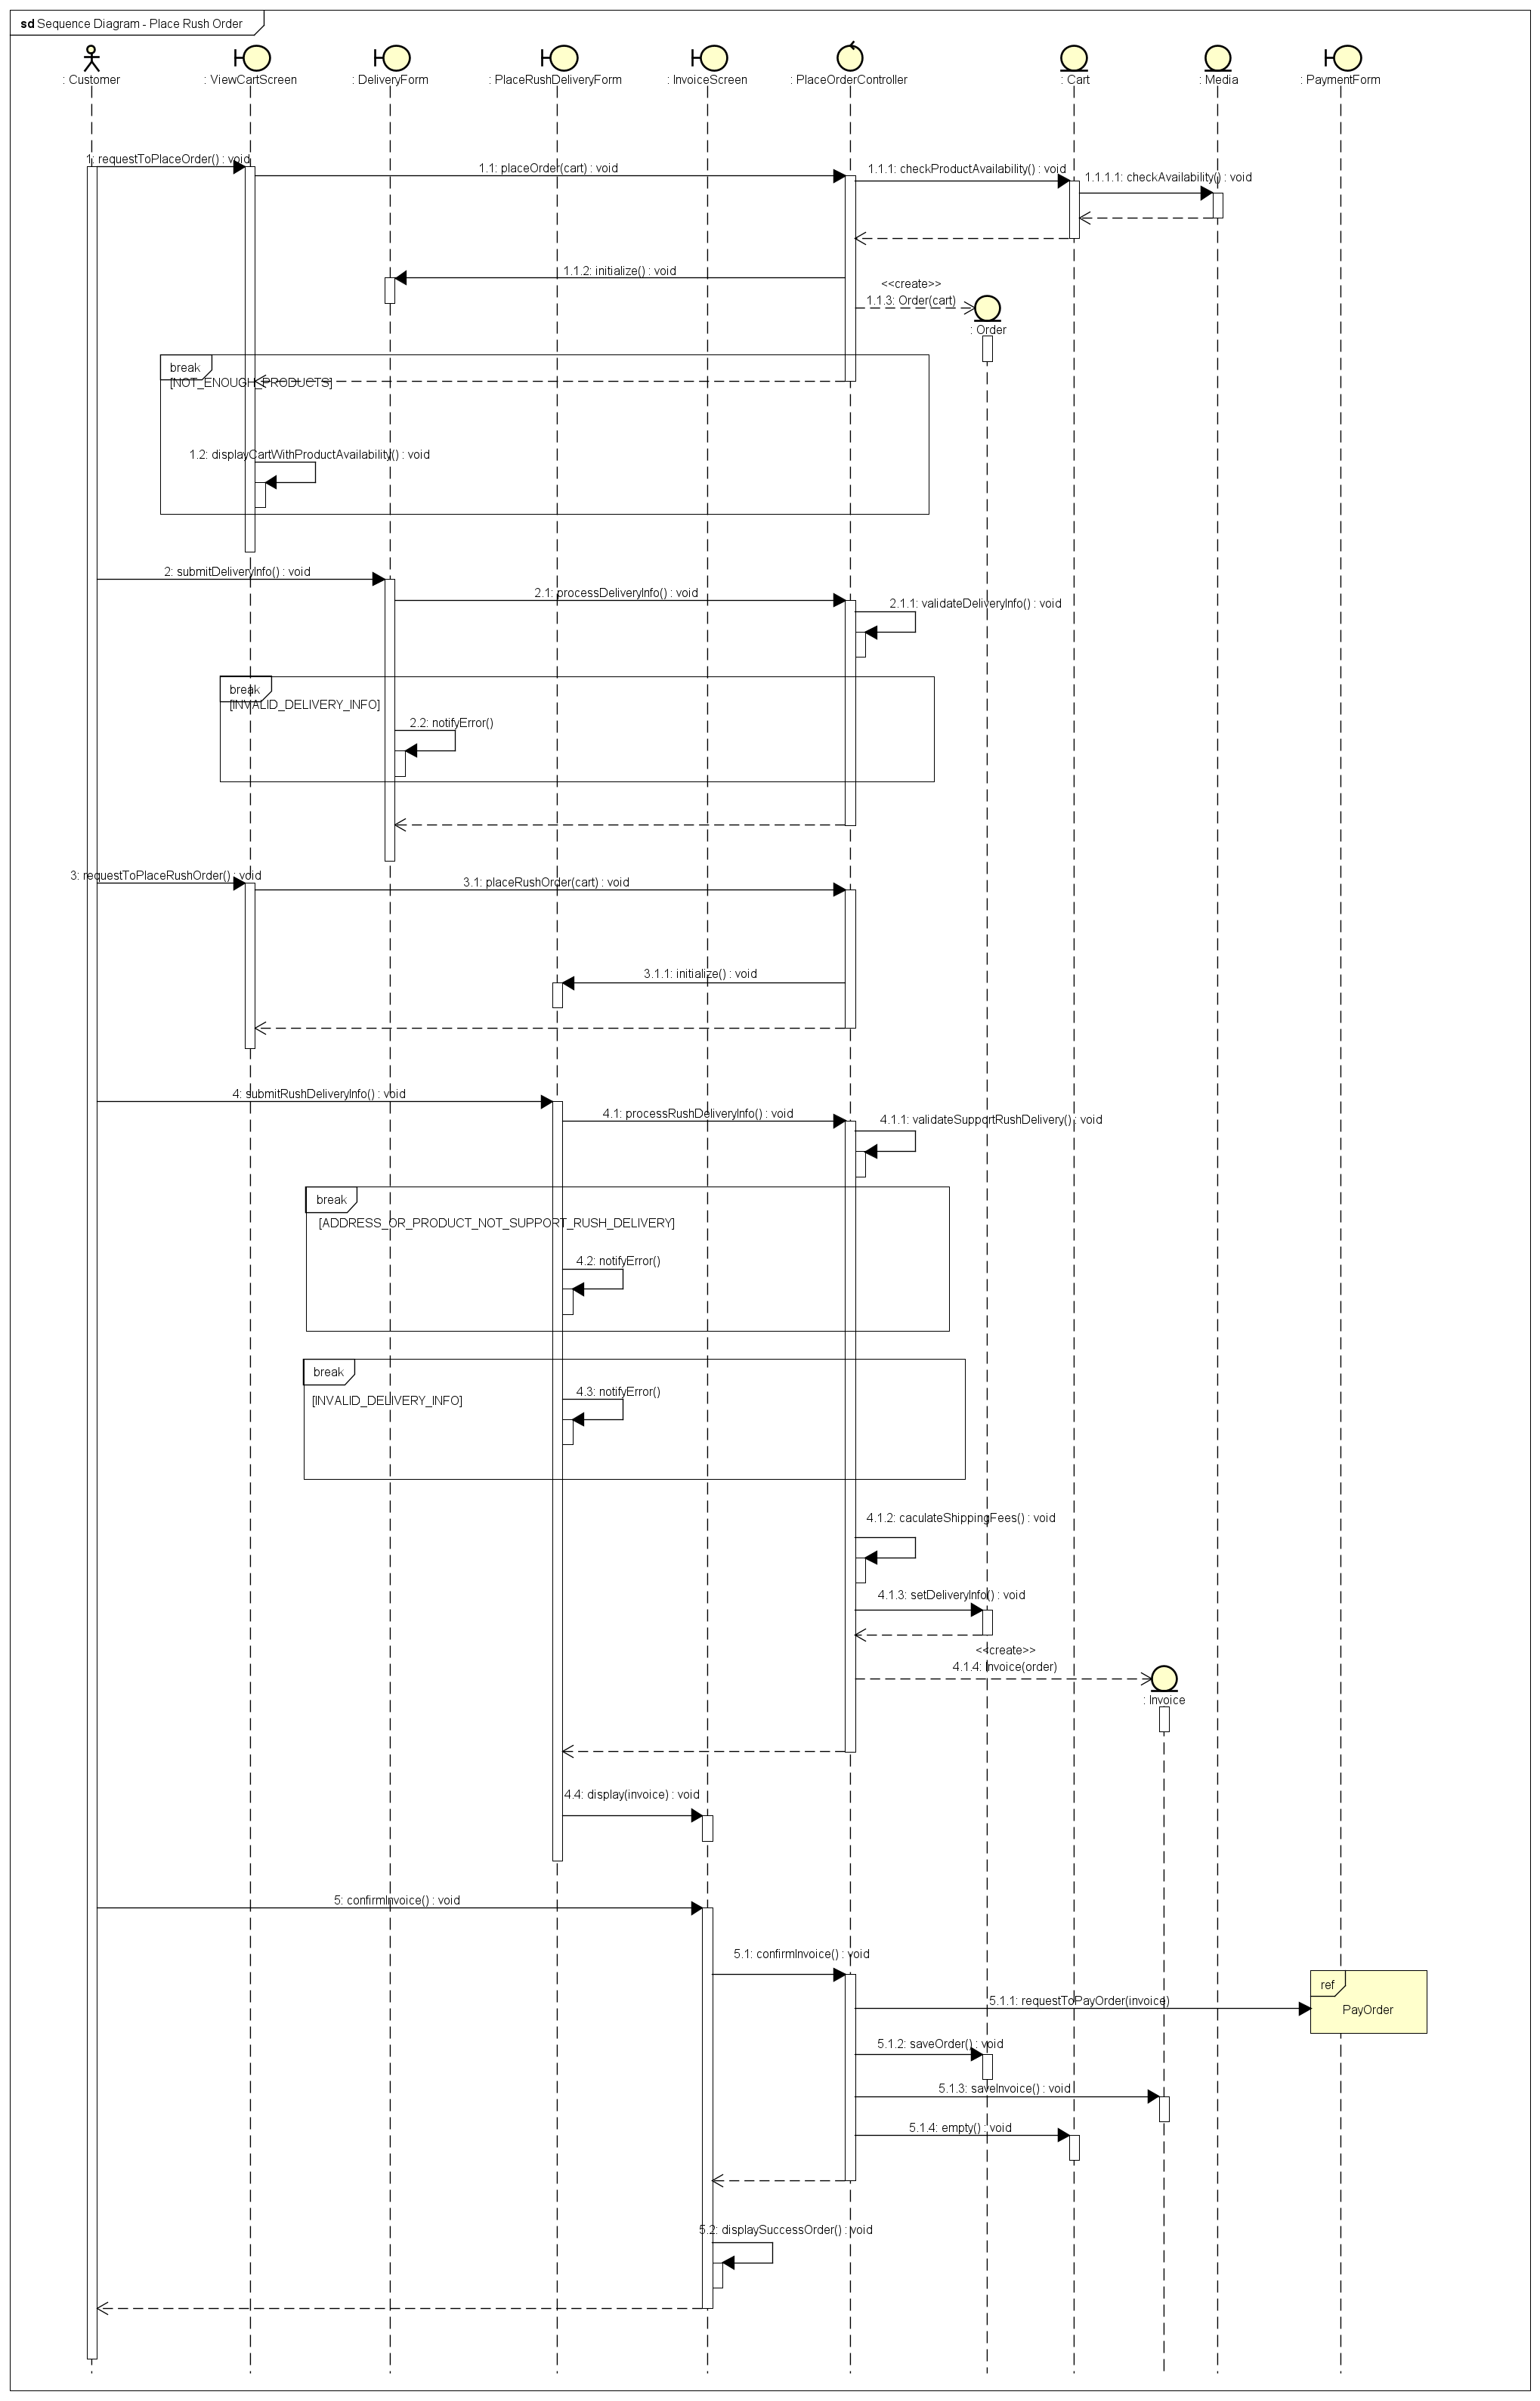 sd Sequence Diagram - Place Rush Order
: Customer
: ViewCartScreen
: DeliveryForm
: PlaceRushDeliveryForm
: InvoiceScreen
: PlaceOrderController
: Cart
: Media
: PaymentForm
1: requestToPlaceOrder() : void
1.1: placeOrder(cart) : void
1.1.1: checkProductAvailability() : void
1.1.1.1: checkAvailability() : void
1.1.2: initialize() : void
<<create>>
1.1.3: Order(cart)
: Order
break
[NOT_ENOUGH_PRODUCTS]
1.2: displayCartWithProductAvailability() : void
2: submitDeliveryInfo() : void
2.1: processDeliveryInfo() : void
2.1.1: validateDeliveryInfo() : void
break
[INVALID_DELIVERY_INFO]
2.2: notifyError()
3: requestToPlaceRushOrder() : void
3.1: placeRushOrder(cart) : void
3.1.1: initialize() : void
4: submitRushDeliveryInfo() : void
4.1: processRushDeliveryInfo() : void
4.1.1: validateSupportRushDelivery() : void
break
[ADDRESS_OR_PRODUCT_NOT_SUPPORT_RUSH_DELIVERY]
4.2: notifyError()
break
[INVALID_DELIVERY_INFO]
4.3: notifyError()
4.1.2: caculateShippingFees() : void
4.1.3: setDeliveryInfo() : void
<<create>>
4.1.4: Invoice(order)
: Invoice
4.4: display(invoice) : void
5: confirmInvoice() : void
5.1: confirmInvoice() : void
ref
5.1.1: requestToPayOrder(invoice)
PayOrder
5.1.2: saveOrder() : void
5.1.3: saveInvoice() : void
5.1.4: empty() : void
5.2: displaySuccessOrder() : void